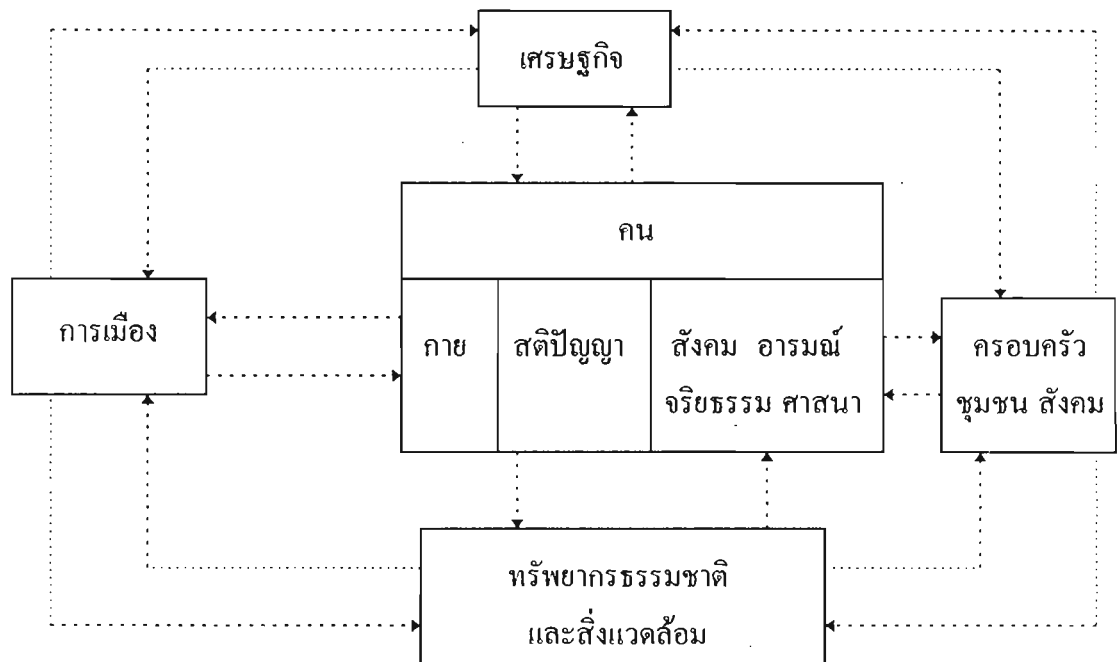 เศรษฐกิจ
คน
การเมือง
กาย
สติปัญญา
สังคม อารมณ์
จริยธรรม ศาสนา
ครอบครัว
ชุมชน สังคม
ทรัพยากรธรรมชาติ
และสิ่งแวดล้อม